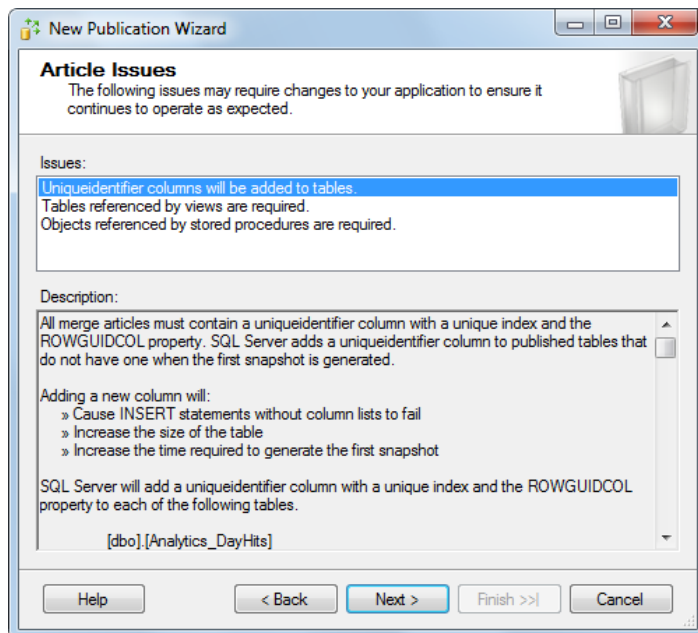 New Publication Wizard
Article Issues
The following issues may require changes to your application to ensure it
continues to operate as expected.
Issues:
Uniqueidentifier columns will be added to tables.
Tables referenced by views are required.
Objects referenced by stored procedures are required.
Description:
All merge articles must contain a uniqueidentifier column with a unique index and the
ROWGUIDCOL property. SQL Server adds a uniqueidentifier column to published tables that
do not have one when the first snapshot is generated.
Adding a new column will:
» Cause INSERT statements without column lists to fail
» Increase the size of the table
» Increase the time required to generate the first snapshot
SQL Server will add a uniqueidentifier column with a unique index and the ROWGUIDCOL
property to each of the following tables.
[dbo].[Analytics_DayHits]
Help
< Back
Next >
Finish >>|
Cancel